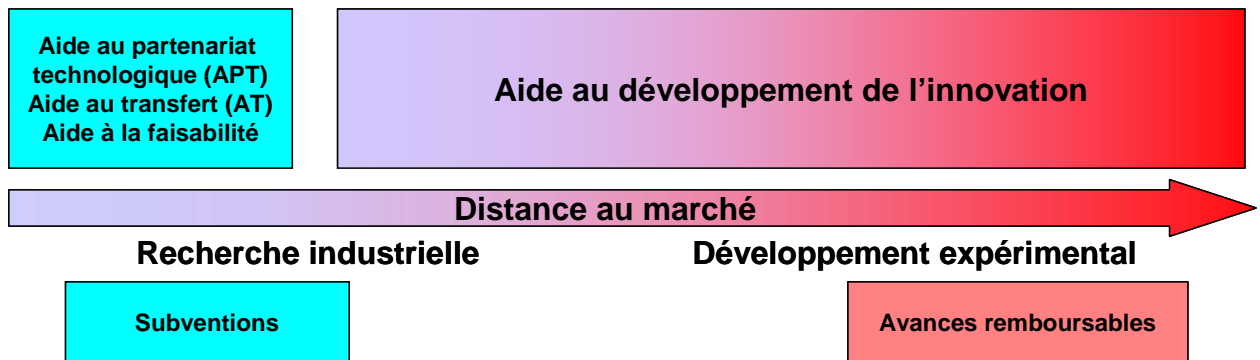 Aide au partenariat
technologique (APT)
Aide au transfert (AT)
Aide à la faisabilité
Aide au développement de l’innovation
Distance au marché
Recherche industrielle
Développement expérimental
Subventions
Avances remboursables